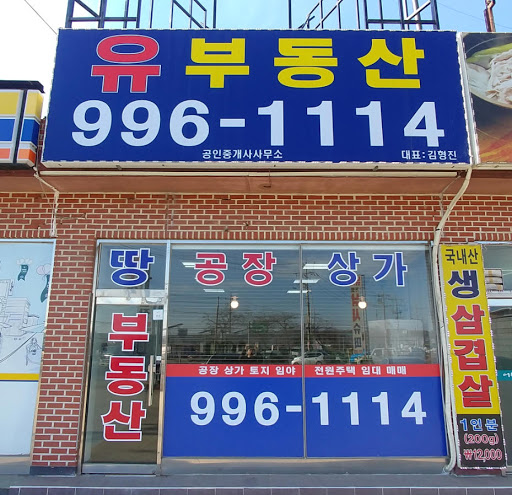 유 부동산
996-1114
공인중개사사무소 대표:김형진
땅 공장 상가
부동산
공장 상가 토지 임야 전원주택 임대 매매
996-1114
국내산
생삼겹살
1인분
(200g)
₩12,000